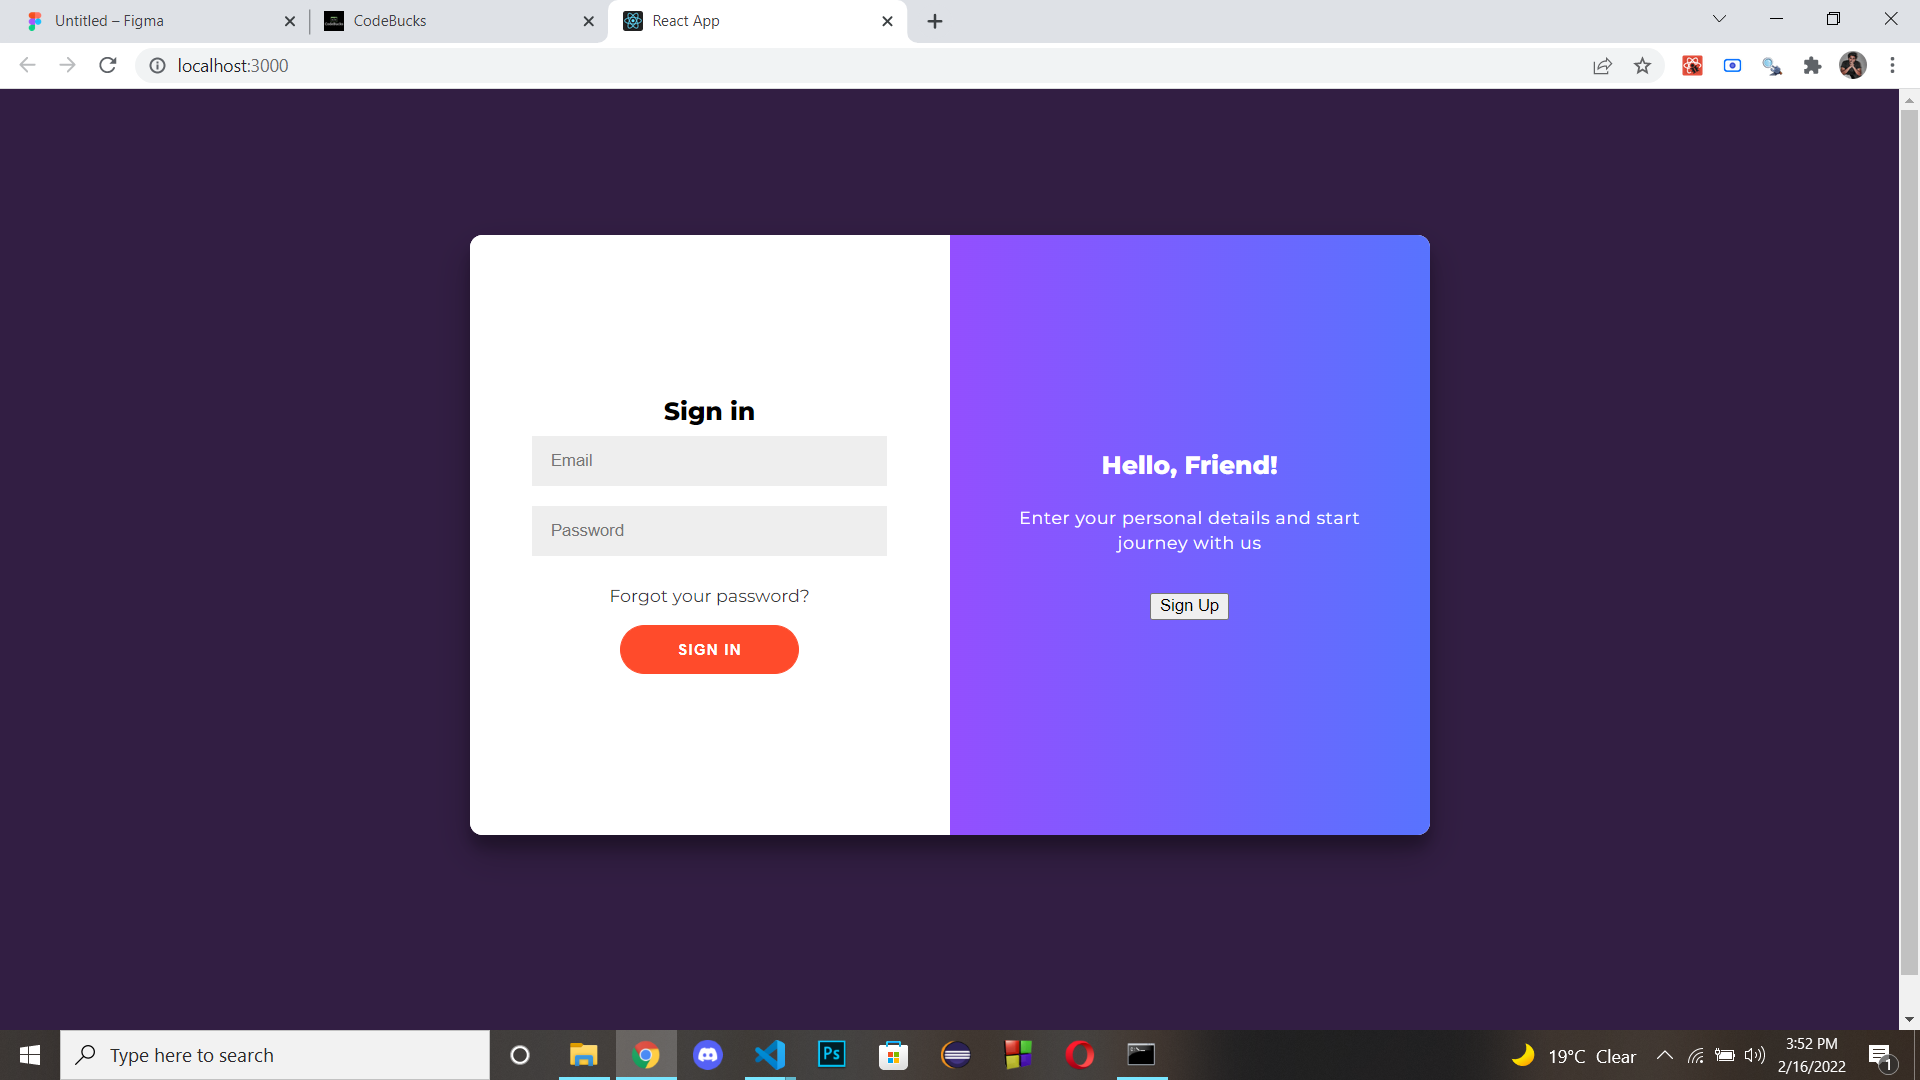 Untitled – Figma
CodeBucks
React App
localhost:3000
Sign in
Email
Password
Forgot your password?
SIGN IN
Hello, Friend!
Enter your personal details and start
journey with us
Sign Up
Type here to search
Ps
19°C Clear
3:52 PM
2/16/2022
1